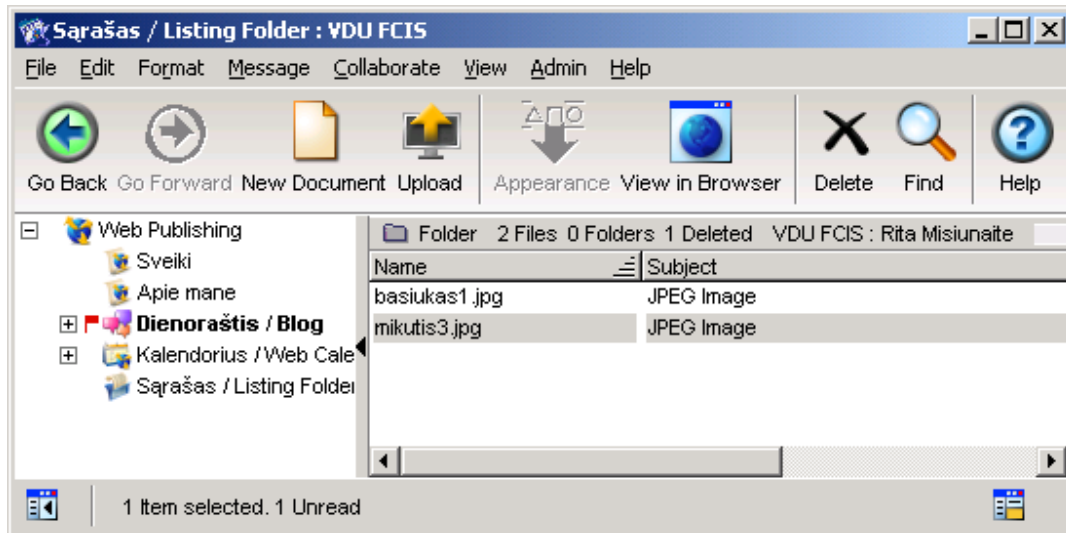 Sąrašas / Listing Folder : VDU FCIS
File Edit Format Message Collaborate View Admin Help
Go Back Go Forward New Document Upload Appearance View in Browser Delete Find Help
Web Publishing
Sveiki
Apie mane
Dienoraštis / Blog
Kalendorius / Web Cale
Sąrašas / Listing Folder
Folder 2 Files 0 Folders 1 Deleted VDU FCIS : Rita Misiunaite
Name Subject
basiukas1.jpg JPEG Image
mikutis3.jpg JPEG Image
1 Item selected. 1 Unread